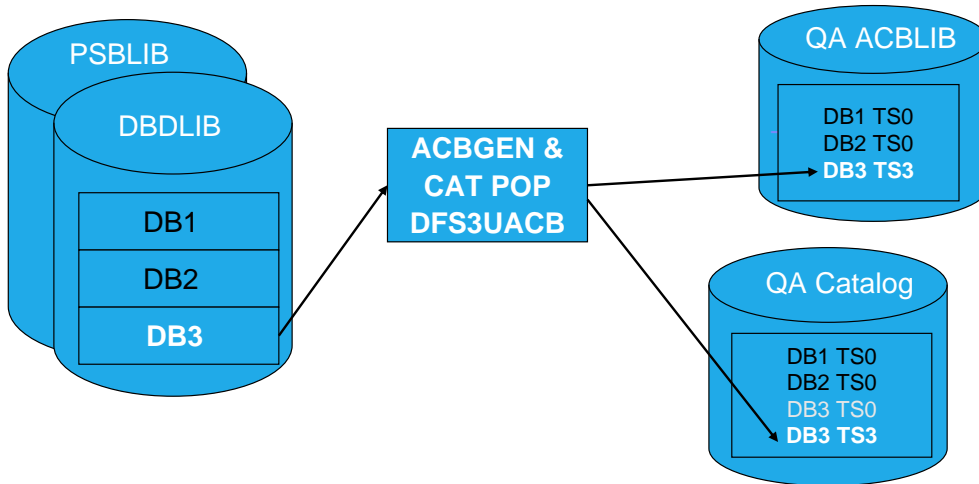 PSBLIB
DBDLIB
DB1
DB2
DB3
ACBGEN &
CAT POP
DFS3UACB
QA ACBLIB
DB1 TS0
DB2 TS0
DB3 TS3
QA Catalog
DB1 TS0
DB2 TS0
DB3 TS0
DB3 TS3